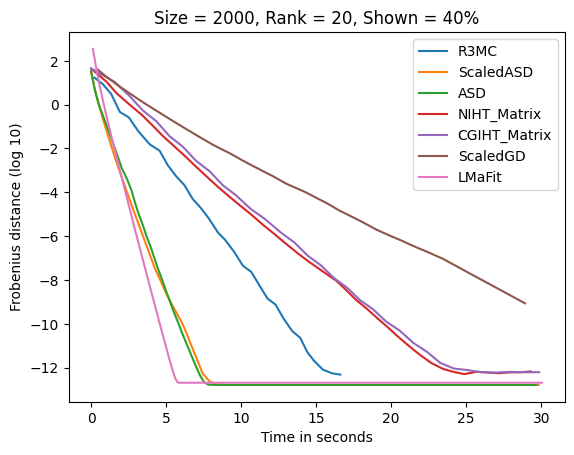 Size = 2000, Rank = 20, Shown = 40%
Frobenius distance (log 10)
2
0
−2
−4
−6
−8
−10
−12
R3MC
ScaledASD
ASD
NIHT_Matrix
CGIHT_Matrix
ScaledGD
LMaFit
0 5 10 15 20 25 30
Time in seconds